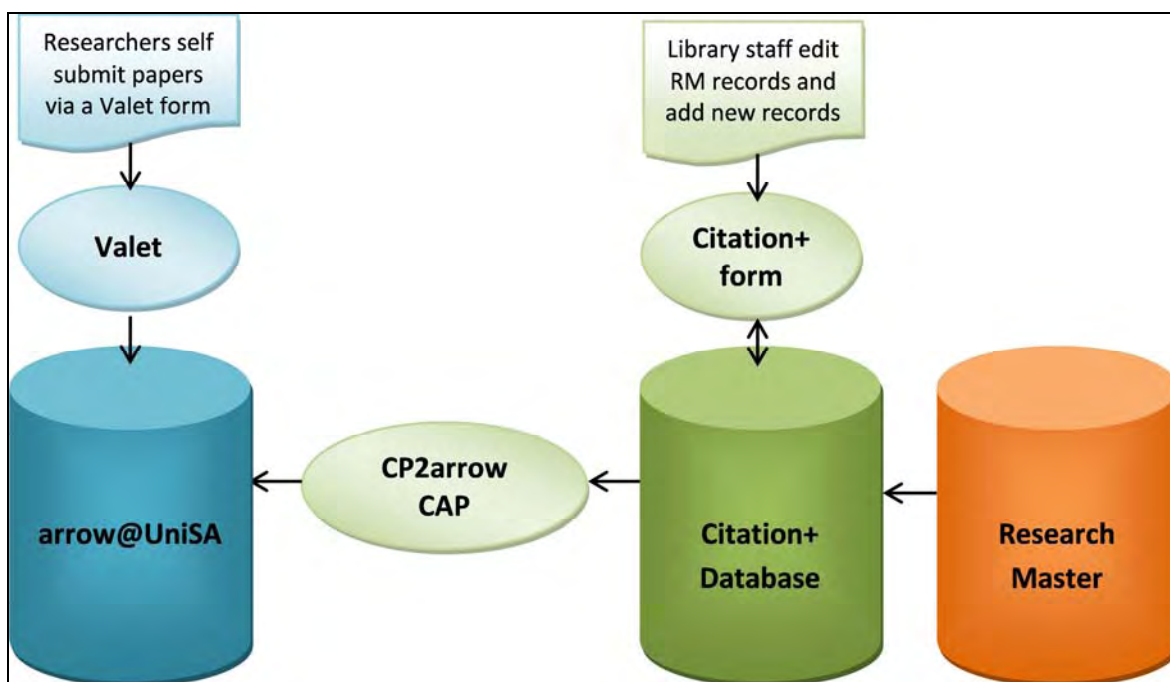 Researchers self
submit papers
via a Valet form
Library staff edit
RM records and
add new records
Valet
Citation+
form
arrow@UniSA
CP2arrow
CAP
Citation+
Database
Research
Master